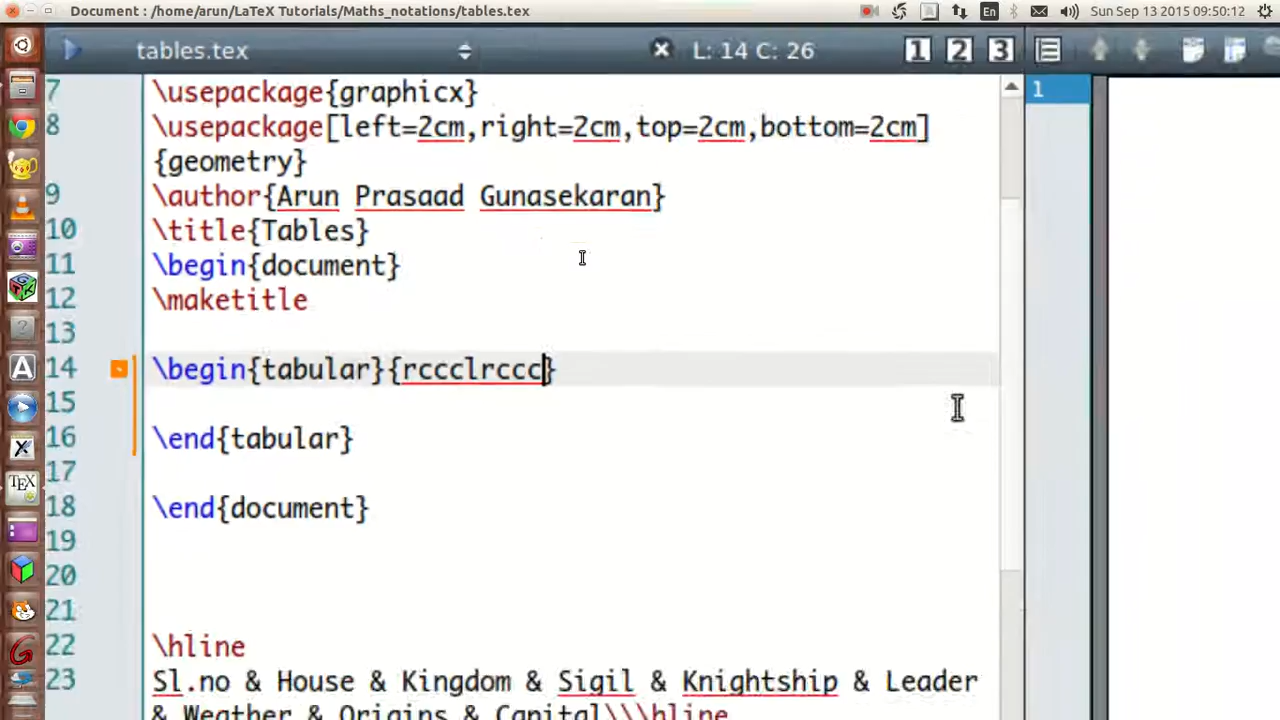 Document : /home/arun/LaTeX Tutorials/Maths_notations/tables.tex
En
Sun Sep 13 2015 09:50:12
tables.tex
L: 14 C: 26
1 2 3
1
7 \usepackage{graphicx}
8 \usepackage[left=2cm,right=2cm,top=2cm,bottom=2cm]
{geometry}
9 \author{Arun Prasaad Gunasekaran}
10 \title{Tables}
11 \begin{document}
12 \maketitle
13
14 \begin{tabular}{rccclrccc}
15
16 \end{tabular}
17
18 \end{document}
19
20
21
22 \hline
23 Sl.no & House & Kingdom & Sigil & Knightship & Leader
& Weather & Origins & Capital\\\hline